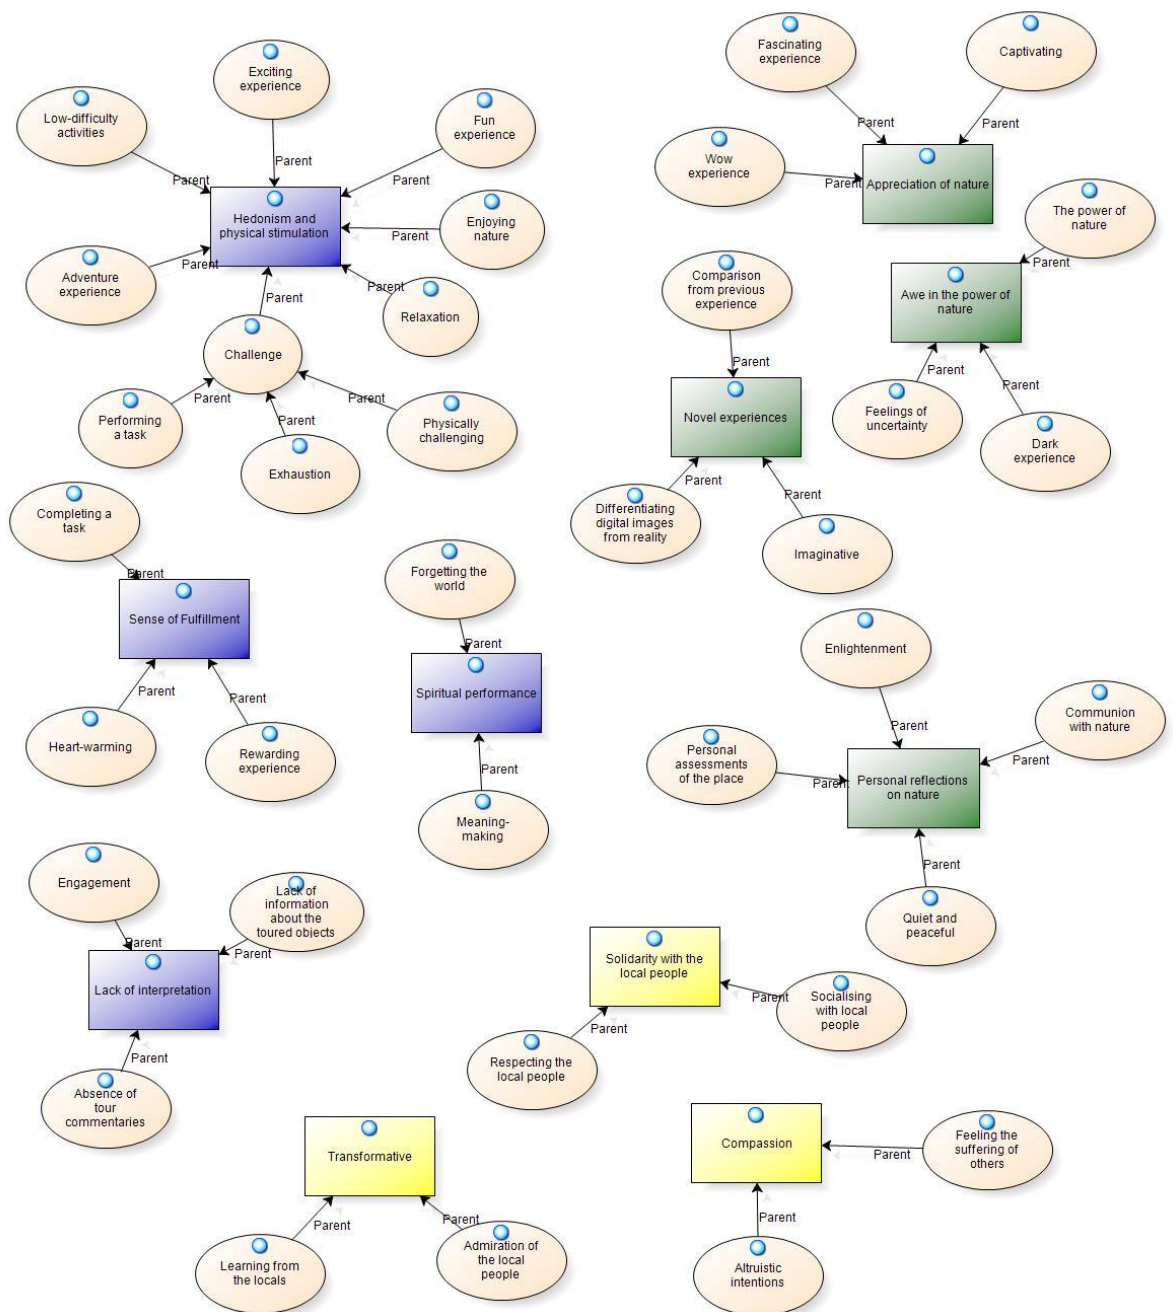 Exciting
experience
Low-difficulty
activities
Fun
experience
Parent
Parent
Parent
Hedonism and
physical stimulation
Enjoying
nature
Parent
Adventure
experience
Parent
Parent
Relaxation
Parent
Challenge
Performing
a task
Parent
Parent
Parent
Physically
challenging
Exhaustion
Fascinating
experience
Captivating
Parent
Parent
Wow
experience
Parent
Appreciation of nature
The power of
nature
Parent
Awe in the power of
nature
Parent
Parent
Feelings of
uncertainty
Dark
experience
Comparison
from previous
experience
Parent
Novel experiences
Parent
Parent
Differentiating
digital images
from reality
Imaginative
Completing a
task
Parent
Sense of Fulfillment
Parent
Parent
Heart-warming
Rewarding
experience
Forgetting the
world
Parent
Spiritual performance
Parent
Meaning-
making
Enlightenment
Parent
Communion
with nature
Parent
Personal
assessments
of the place
Parent
Personal reflections
on nature
Parent
Quiet and
peaceful
Engagement
Lack of
information
about the
toured objects
Parent
Parent
Lack of interpretation
Parent
Absence of
tour
commentaries
Solidarity with the
local people
Parent
Socialising
with local
people
Parent
Respecting the
local people
Transformative
Parent
Parent
Learning from
the locals
Admiration of
the local
people
Compassion
Parent
Feeling the
suffering of
others
Parent
Altruistic
intentions